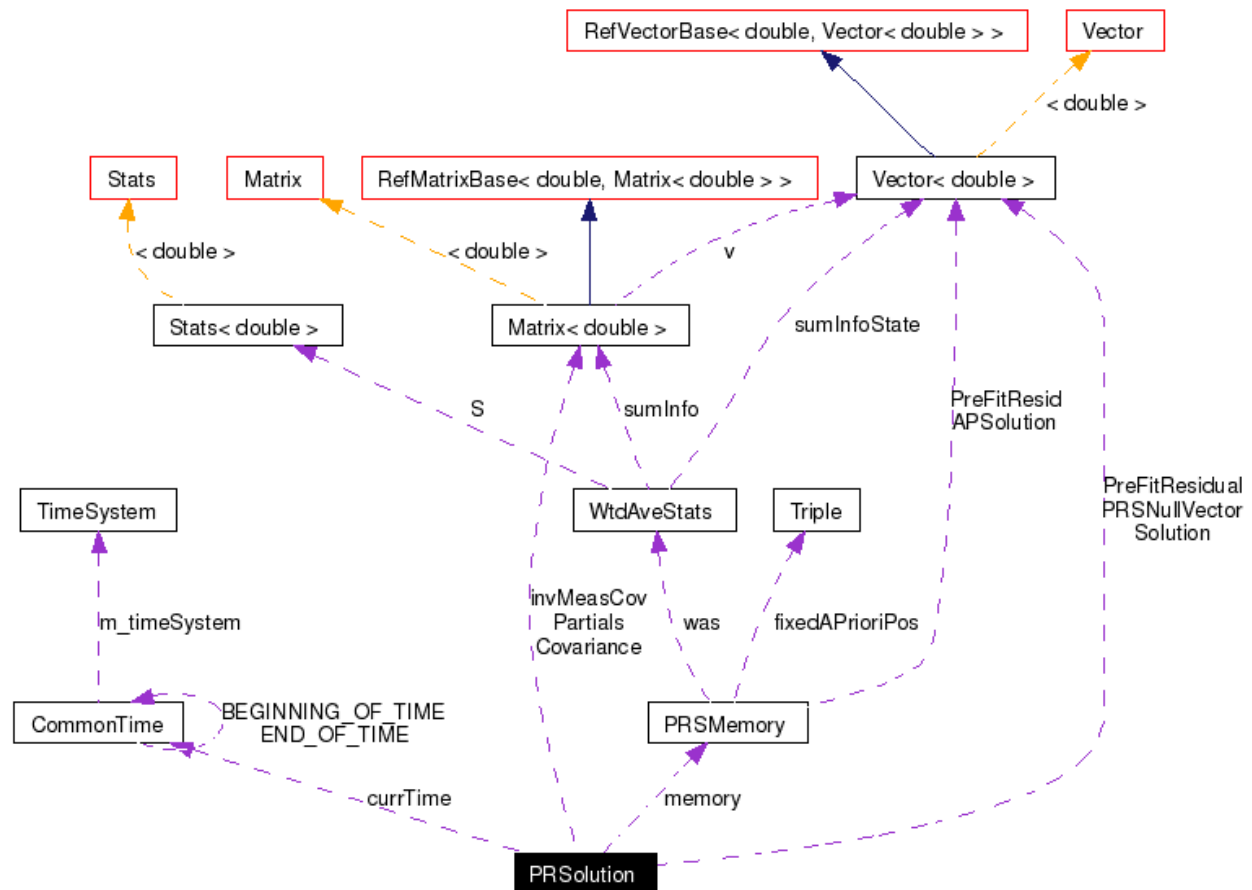 RefVectorBase< double, Vector< double > >
Vector
< double >
Stats
Matrix
RefMatrixBase< double, Matrix< double > >
Vector< double >
< double >
< double >
v
Stats< double >
Matrix< double >
sumInfoState
S
sumInfo
PreFitResid
APSolution
TimeSystem
WtdAveStats
Triple
PreFitResidual
PRSNullVector
Solution
invMeasCov
Partials
Covariance
m_timeSystem
was
fixedAPrioriPos
CommonTime
BEGINNING_OF_TIME
END_OF_TIME
PRSMemory
currTime
memory
PRSolution